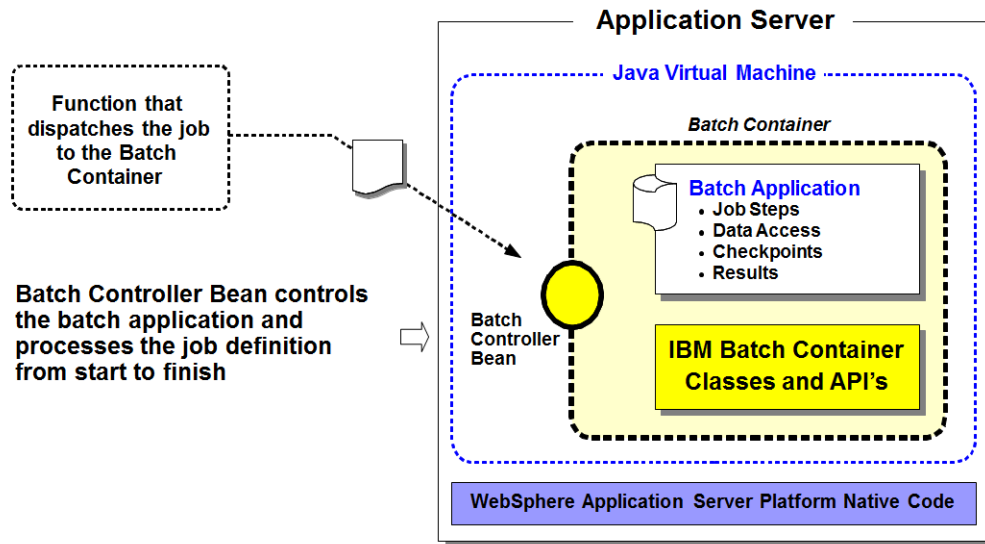 Application Server
Java Virtual Machine
Function that
dispatches the job
to the Batch
Container
Batch Container
Batch Application
• Job Steps
• Data Access
• Checkpoints
• Results
Batch Controller Bean controls
the batch application and
processes the job definition
from start to finish
Batch
Controller
Bean
IBM Batch Container
Classes and API's
WebSphere Application Server Platform Native Code